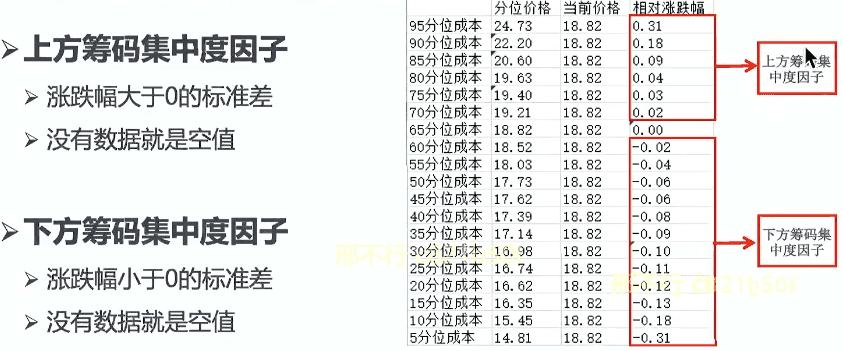 上方筹码集中度因子
涨跌幅大于0的标准差
没有数据就是空值
下方筹码集中度因子
涨跌幅小于0的标准差
没有数据就是空值
分位价格 当前价格 相对涨跌幅
95分位成本 24.73 18.82 0.31
90分位成本 22.20 18.82 0.18
85分位成本 20.60 18.82 0.09
80分位成本 19.63 18.82 0.04
75分位成本 19.40 18.82 0.03
70分位成本 19.21 18.82 0.02
65分位成本 18.82 18.82 0.00
60分位成本 18.52 18.82 -0.02
55分位成本 18.03 18.82 -0.04
50分位成本 17.73 18.82 -0.06
45分位成本 17.62 18.82 -0.06
40分位成本 17.39 18.82 -0.08
35分位成本 17.14 18.82 -0.09
30分位成本 16.98 18.82 -0.10
25分位成本 16.74 18.82 -0.11
20分位成本 16.62 18.82 -0.12
15分位成本 16.35 18.82 -0.13
10分位成本 15.45 18.82 -0.18
5分位成本 14.81 18.82 -0.31
上方筹码集
中度因子
下方筹码集
中度因子
邢不行
邢不行